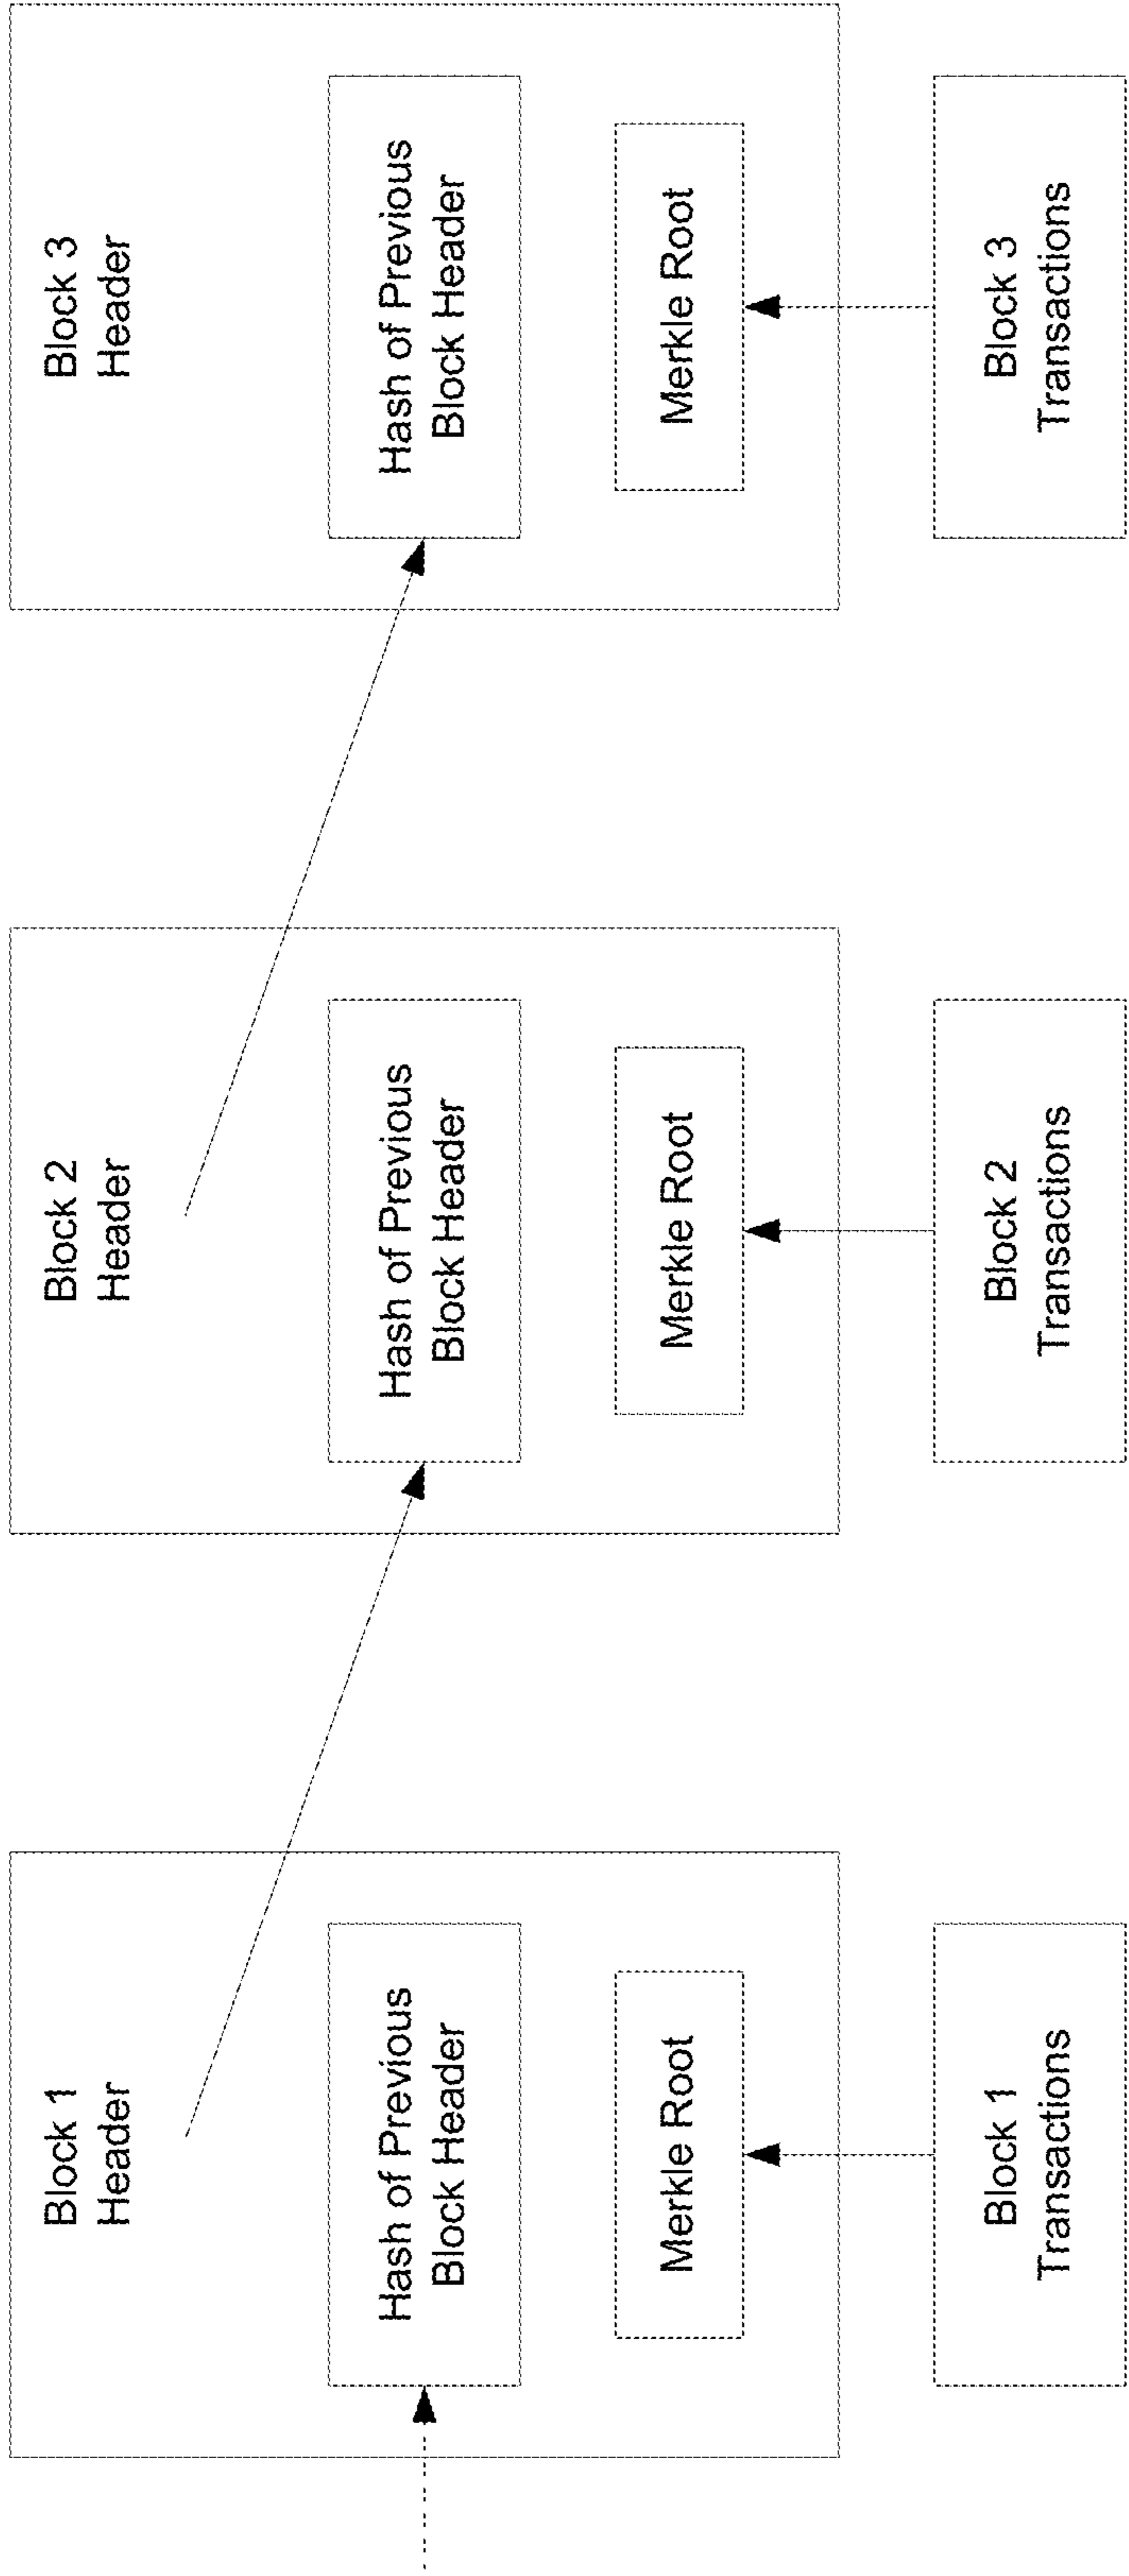 Block 1
Header
Hash of Previous
Block Header
Merkle Root
Block 1
Transactions
Block 2
Header
Hash of Previous
Block Header
Merkle Root
Block 2
Transactions
Block 3
Header
Hash of Previous
Block Header
Merkle Root
Block 3
Transactions